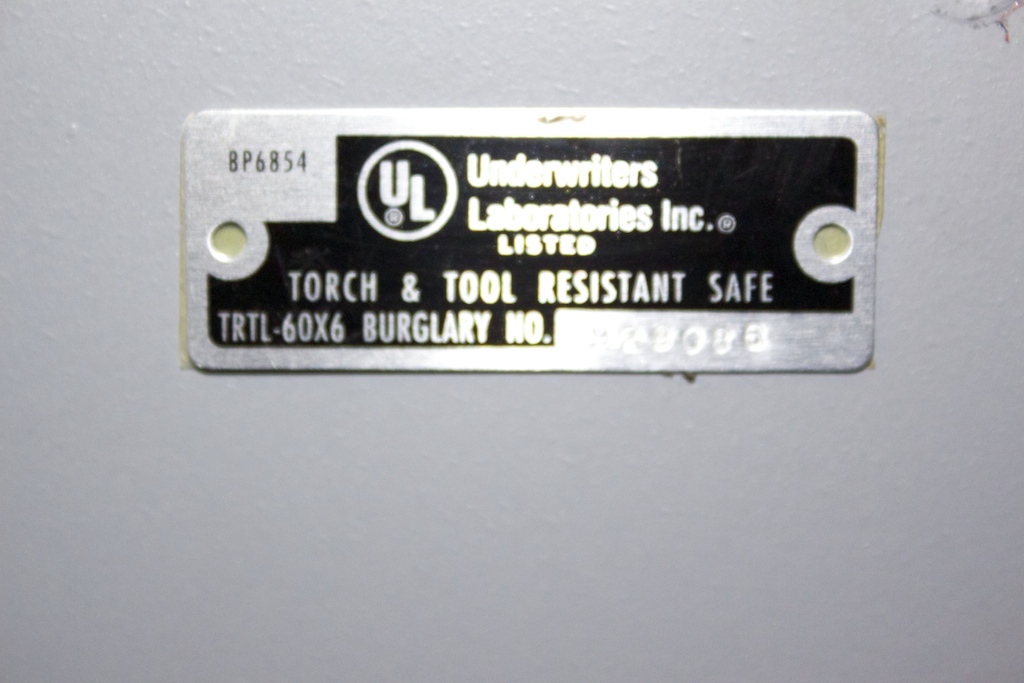 BP6854
UL®
Underwriters
Laboratories Inc.®
LISTED
TORCH & TOOL RESISTANT SAFE
TRTL-60X6 BURGLARY NO.